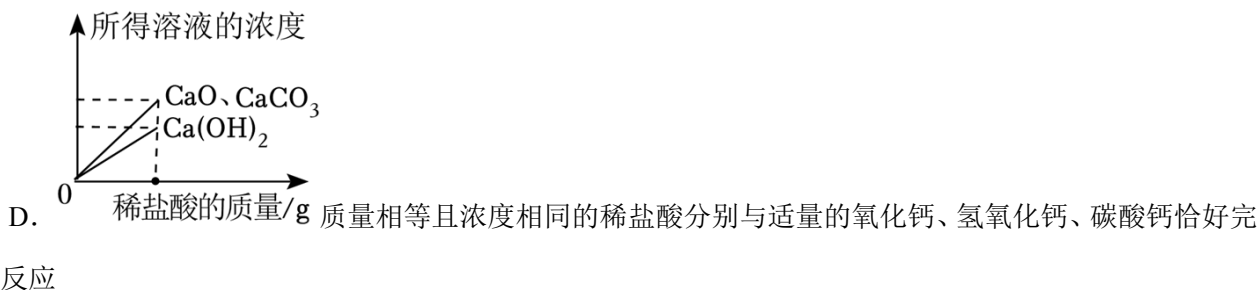 所得溶液的浓度
CaO、CaCO₃
Ca(OH)₂
0
稀盐酸的质量/g
D． 质量相等且浓度相同的稀盐酸分别与适量的氧化钙、氢氧化钙、碳酸钙恰好完
反应